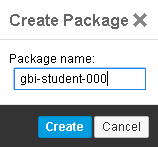 Create Package
Package name:
gbi-student-000
Create Cancel